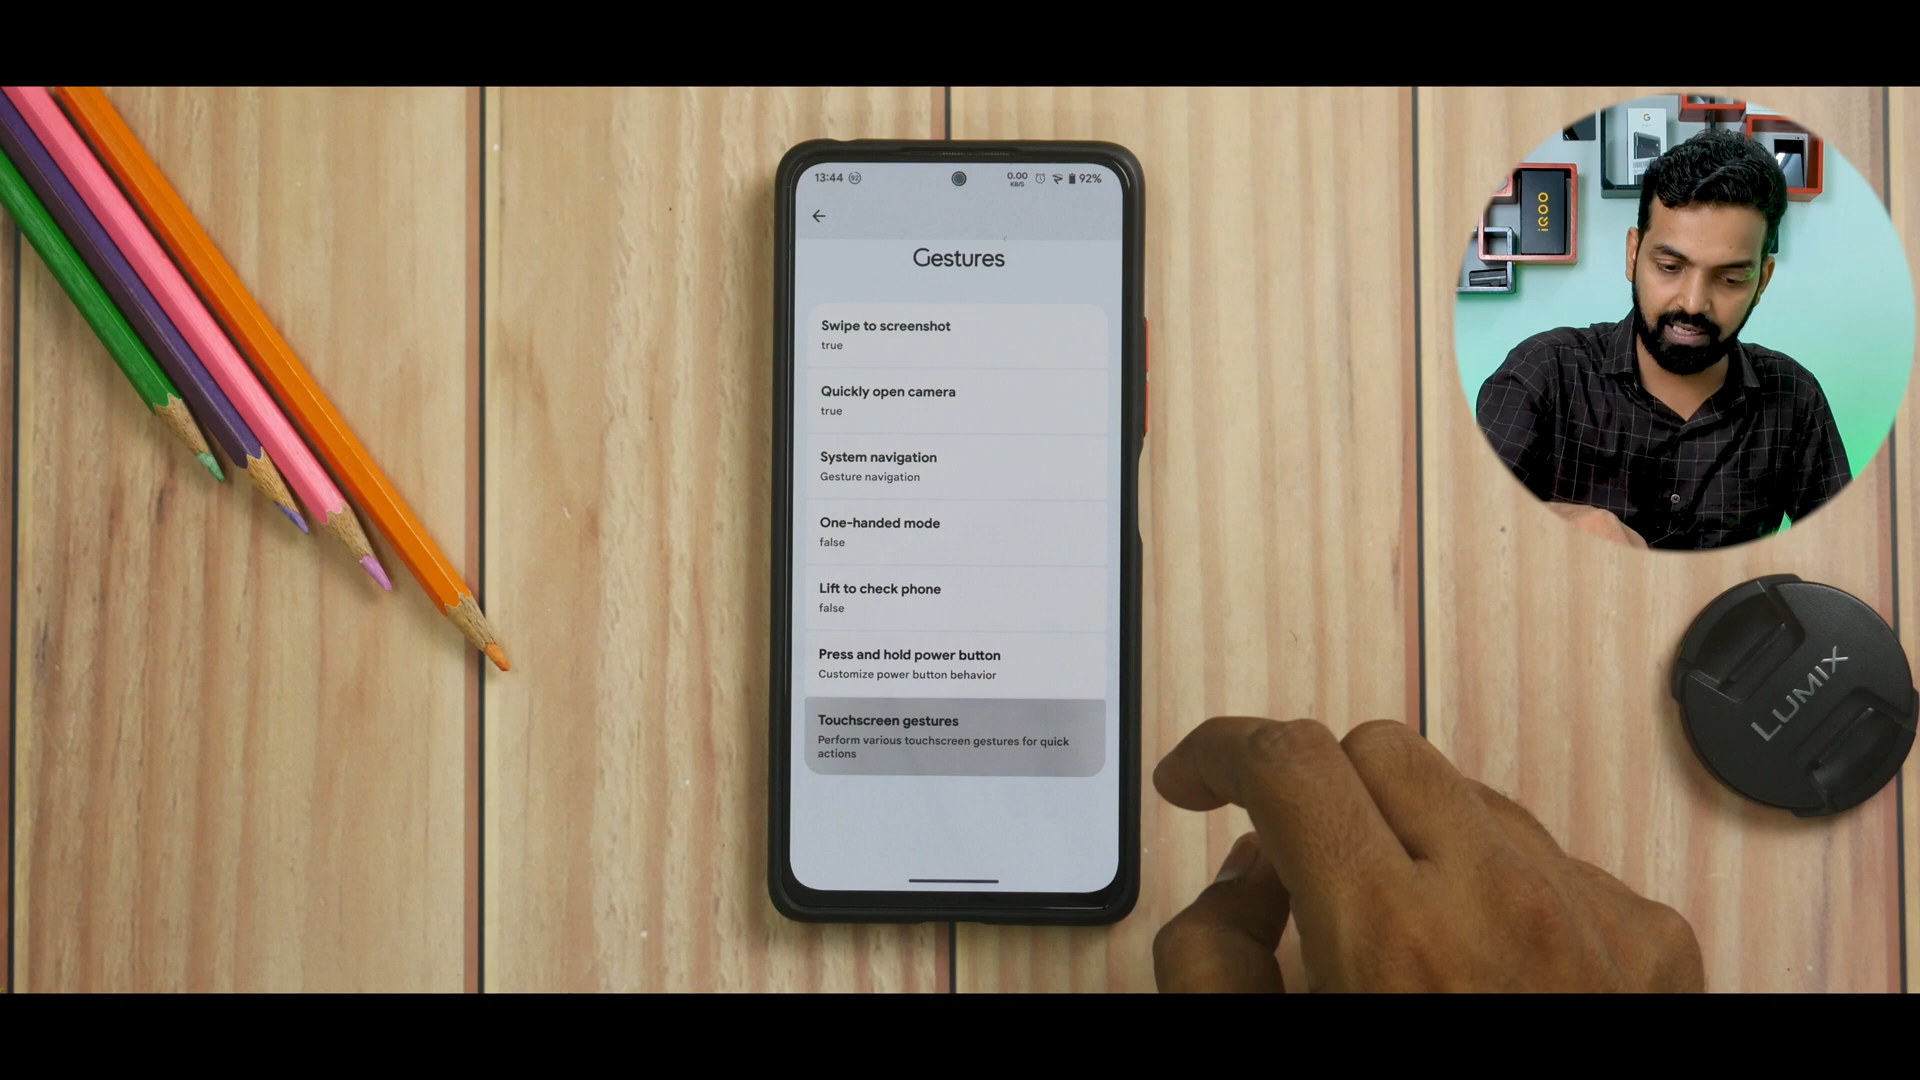 13:44 92
0.00
KB/S
92%
Gestures
Swipe to screenshot
true
Quickly open camera
true
System navigation
Gesture navigation
One-handed mode
false
Lift to check phone
false
Press and hold power button
Customize power button behavior
Touchscreen gestures
Perform various touchscreen gestures for quick
actions
G
iQOO
LUMIX